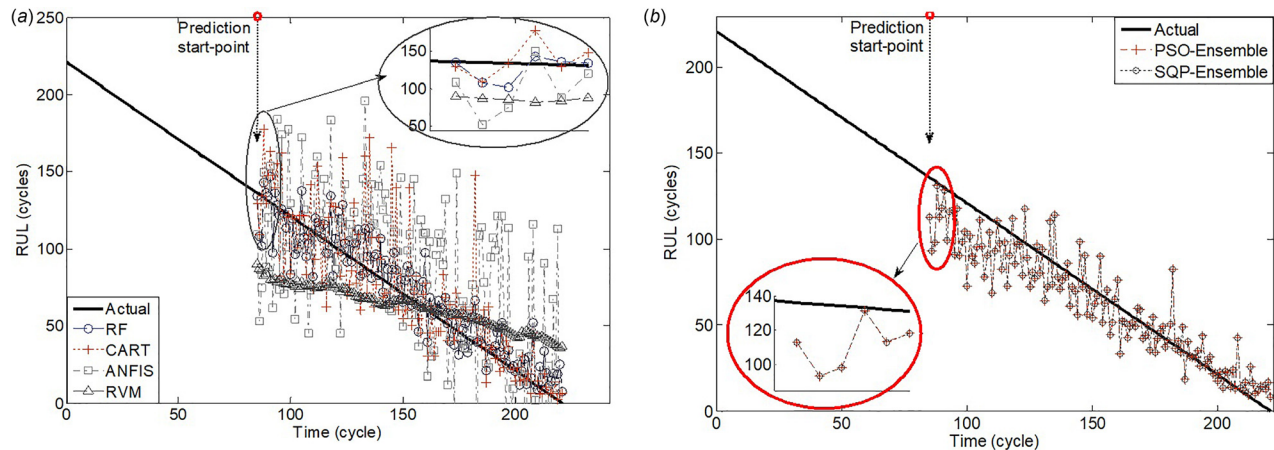 (a)
250
200
150
100
50
0
RUL (cycles)
Prediction
start-point
150
100
50
Actual
RF
CART
ANFIS
RVM
0 50 100 150 200
Time (cycle)
(b)
200
150
100
50
0
RUL (cycles)
Prediction
start-point
Actual
PSO-Ensemble
SQP-Ensemble
140
120
100
0 50 100 150 200
Time (cycle)